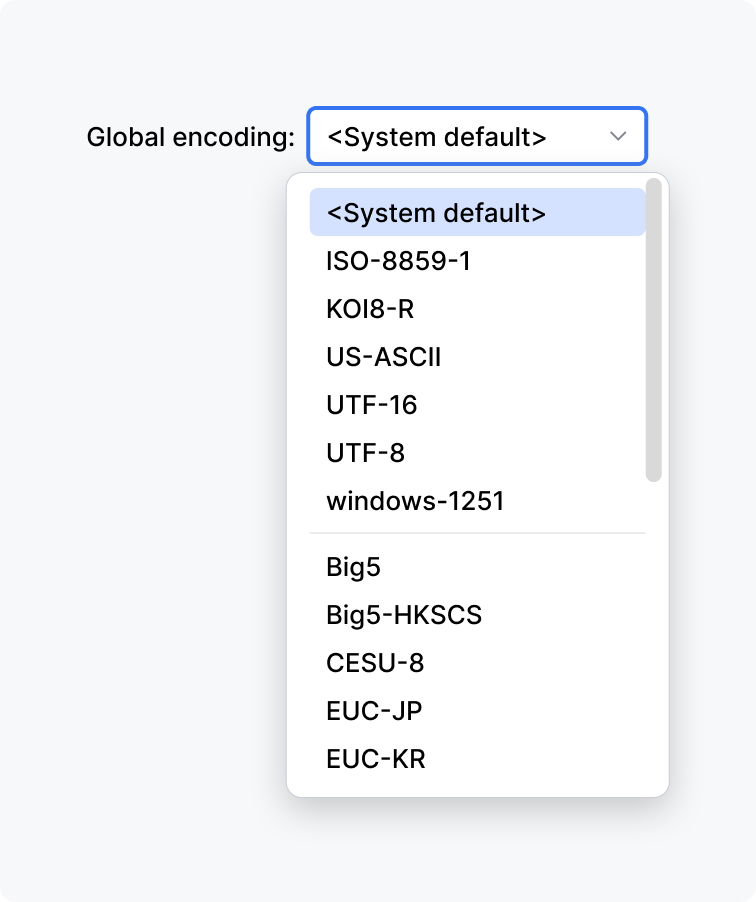 Global encoding: <System default>
<System default>
ISO-8859-1
KOI8-R
US-ASCII
UTF-16
UTF-8
windows-1251
Big5
Big5-HKSCS
CESU-8
EUC-JP
EUC-KR